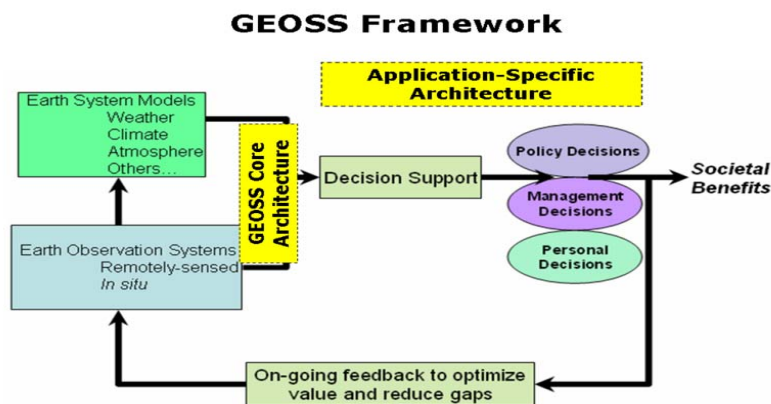 GEOSS Framework
Application-Specific
Architecture
Earth System Models
Weather
Climate
Atmosphere
Others...
GEOSS Core
Architecture
Decision Support
Policy Decisions
Management
Decisions
Personal
Decisions
Societal
Benefits
Earth Observation Systems
Remotely-sensed
In situ
On-going feedback to optimize
value and reduce gaps